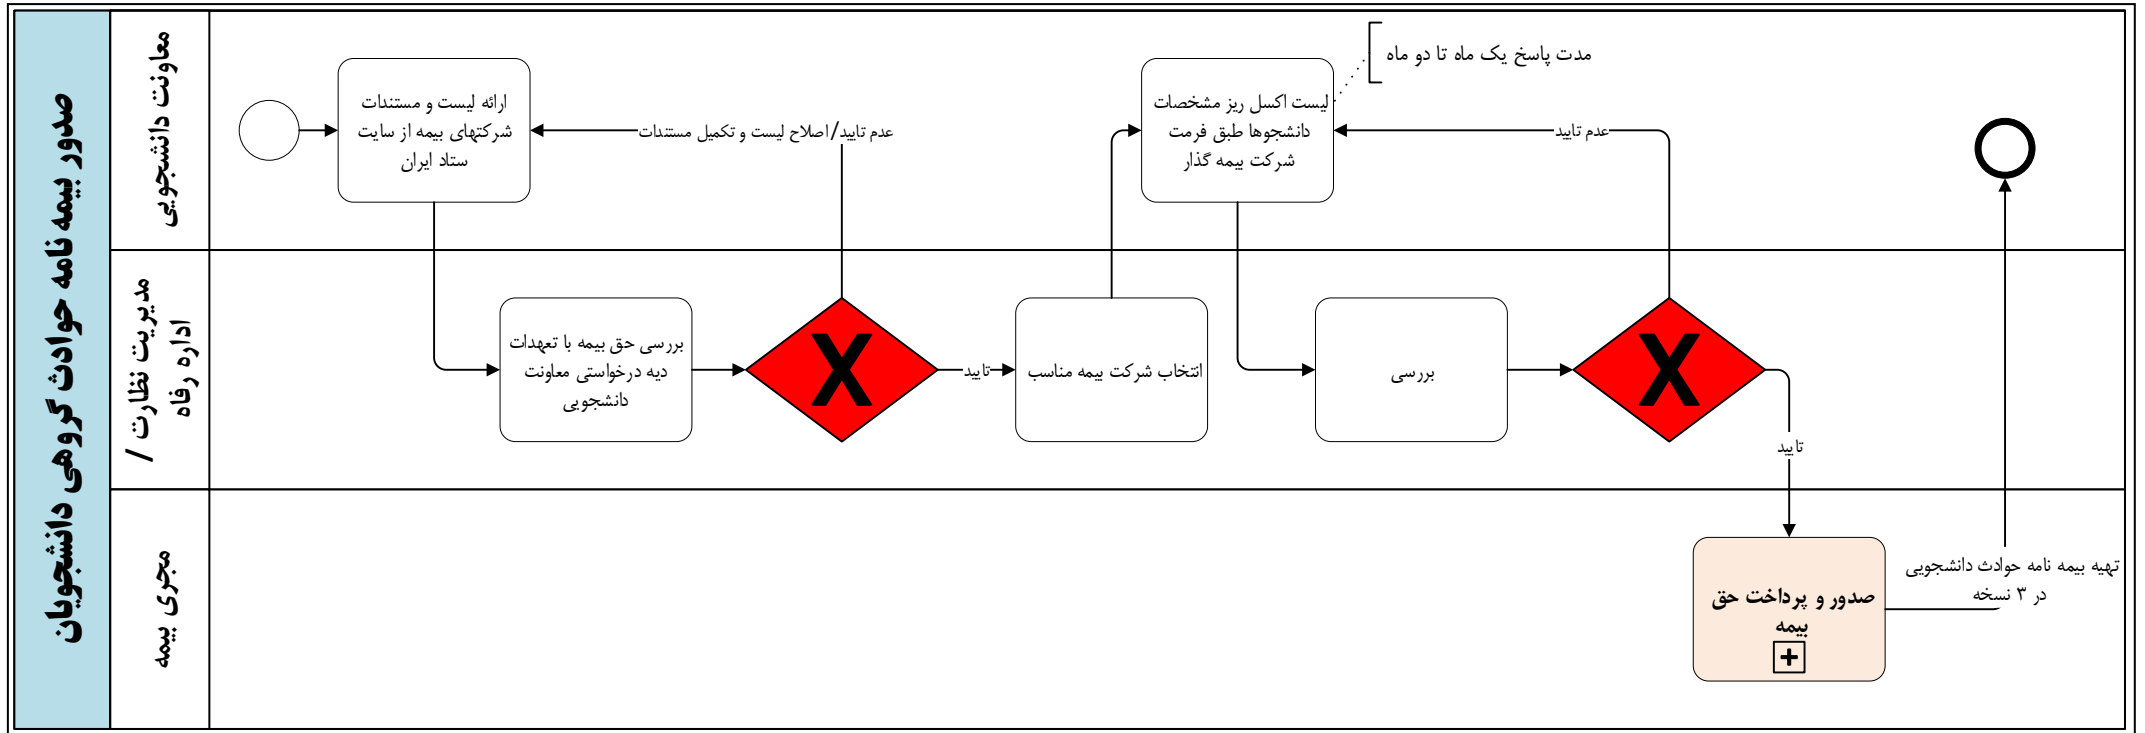 صدور بیمه نامه حوادث گروهی دانشجویان
معاونت دانشجویی
ارائه لیست و مستندات
شرکتهای بیمه از سایت
ستاد ایران
عدم تایید/اصلاح لیست و تکمیل مستندات
لیست اکسل ریز مشخصات
دانشجوها طبق فرمت
شرکت بیمه گذار
مدت پاسخ یک ماه تا دو ماه
عدم تایید
مدیریت نظارت /
اداره رفاه
بررسی حق بیمه با تعهدات
دیه درخواستی معاونت
دانشجویی
X
تایید
انتخاب شرکت بیمه مناسب
بررسی
X
تایید
مجری بیمه
صدور و پرداخت حق
بیمه
تهیه بیمه نامه حوادث دانشجویی
در ۳ نسخه